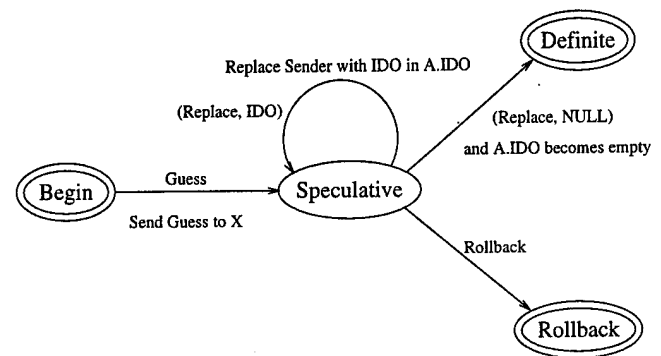 Definite
Replace Sender with IDO in A.IDO
(Replace, IDO)
(Replace, NULL)
and A.IDO becomes empty
Guess
Begin
Speculative
Send Guess to X
Rollback
Rollback